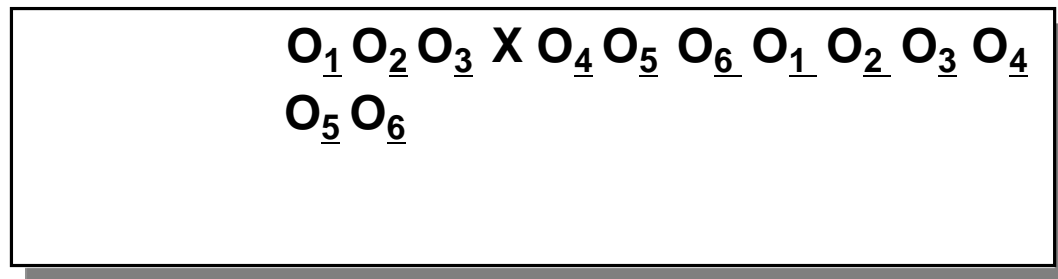 O₁ O₂ O₃ X O₄ O₅ O₆ O₁ O₂ O₃ O₄
O₅ O₆